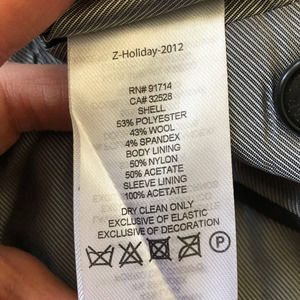 Z-Holiday-2012
RN# 91714
CA# 32528
SHELL
53% POLYESTER
43% WOOL
4% SPANDEX
BODY LINING
50% NYLON
50% ACETATE
SLEEVE LINING
100% ACETATE
DRY CLEAN ONLY
EXCLUSIVE OF ELASTIC
EXCLUSIVE OF DECORATION
P